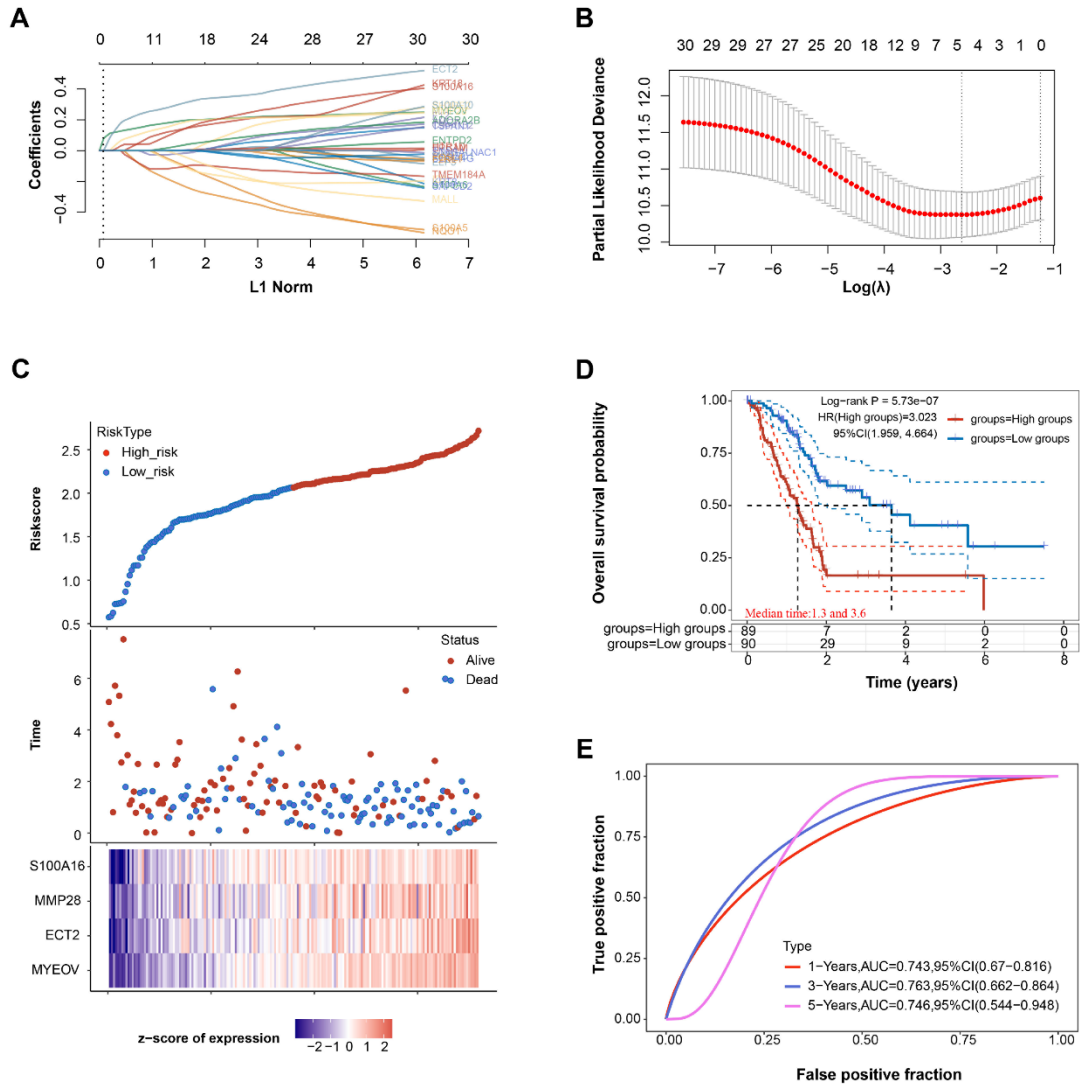 A
0 11 18 24 28 27 30 30
Coefficients
0.4
0.2
0.0
−0.4
ECT2
S100A16
S100A10
MYEOV
ENTPD2
TMEM184A
MALL
S100A5
NQO1
0 1 2 3 4 5 6 7
L1 Norm
B
30 29 29 27 27 25 20 18 12 9 7 5 4 3 1 0
Partial Likelihood Deviance
12.0
11.5
11.0
10.5
10.0
−7 −6 −5 −4 −3 −2 −1
Log(λ)
C
RiskType
High_risk
Low_risk
Riskscore
2.5
2.0
1.5
1.0
0.5
Status
Alive
Dead
Time
6
4
2
0
S100A16
MMP28
ECT2
MYEOV
z-score of expression
−2 −1 0 1 2
D
Overall survival probability
1.00
0.75
0.50
0.25
0.00
Log-rank P = 5.73e-07
HR(High groups)=3.023
95%CI(1.959, 4.664)
groups=High groups
groups=Low groups
Median time:1.3 and 3.6
groups=High groups 89 7 2 0 0
groups=Low groups 90 29 9 2 0
0 2 4 6 8
Time (years)
E
True positive fraction
1.00
0.75
0.50
0.25
0.00
Type
1−Years,AUC=0.743,95%CI(0.67−0.816)
3−Years,AUC=0.763,95%CI(0.662−0.864)
5−Years,AUC=0.746,95%CI(0.544−0.948)
0.00 0.25 0.50 0.75 1.00
False positive fraction